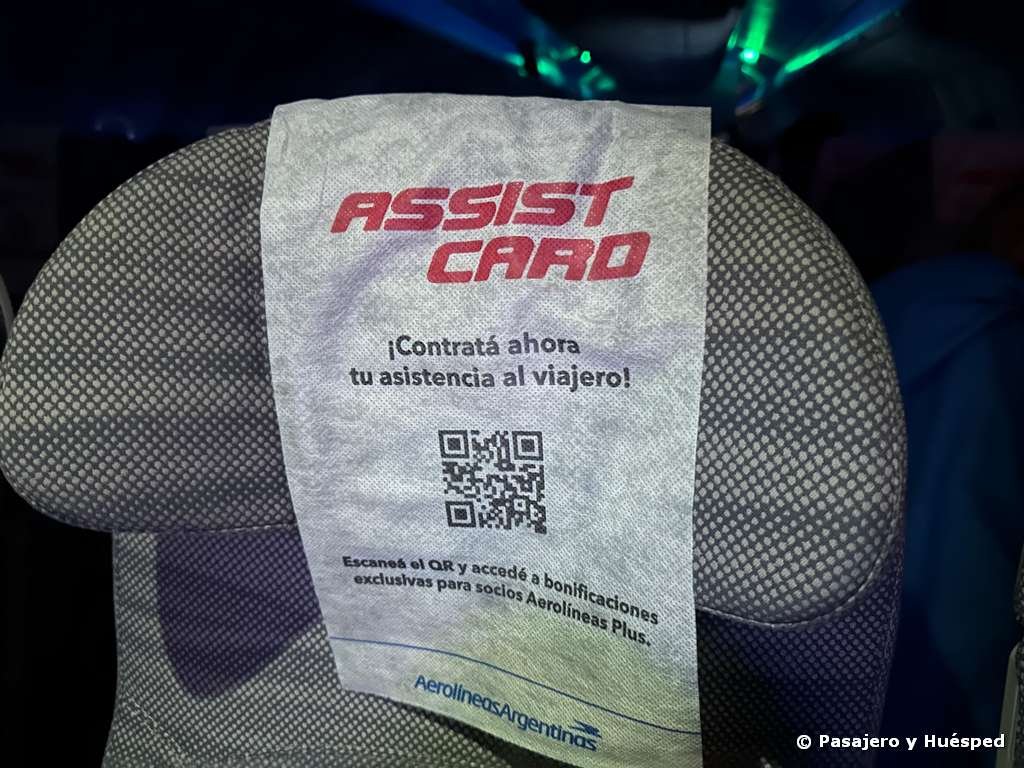 ASSIST
CARD
¡Contratá ahora
tu asistencia al viajero!
Escaneá el QR y accedé a bonificaciones
exclusivas para socios Aerolíneas Plus.
AerolíneasArgentinas
© Pasajero y Huésped